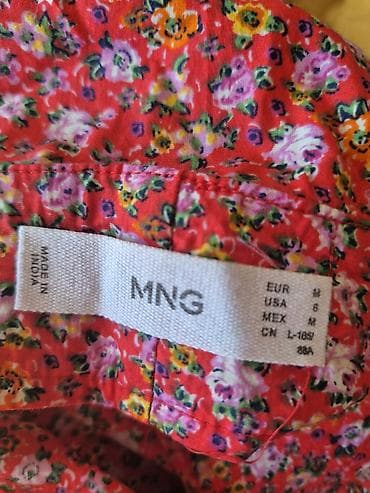 MADE IN
INDIA
MNG
EUR M
USA 6
MEX M
CN L-165/
88A